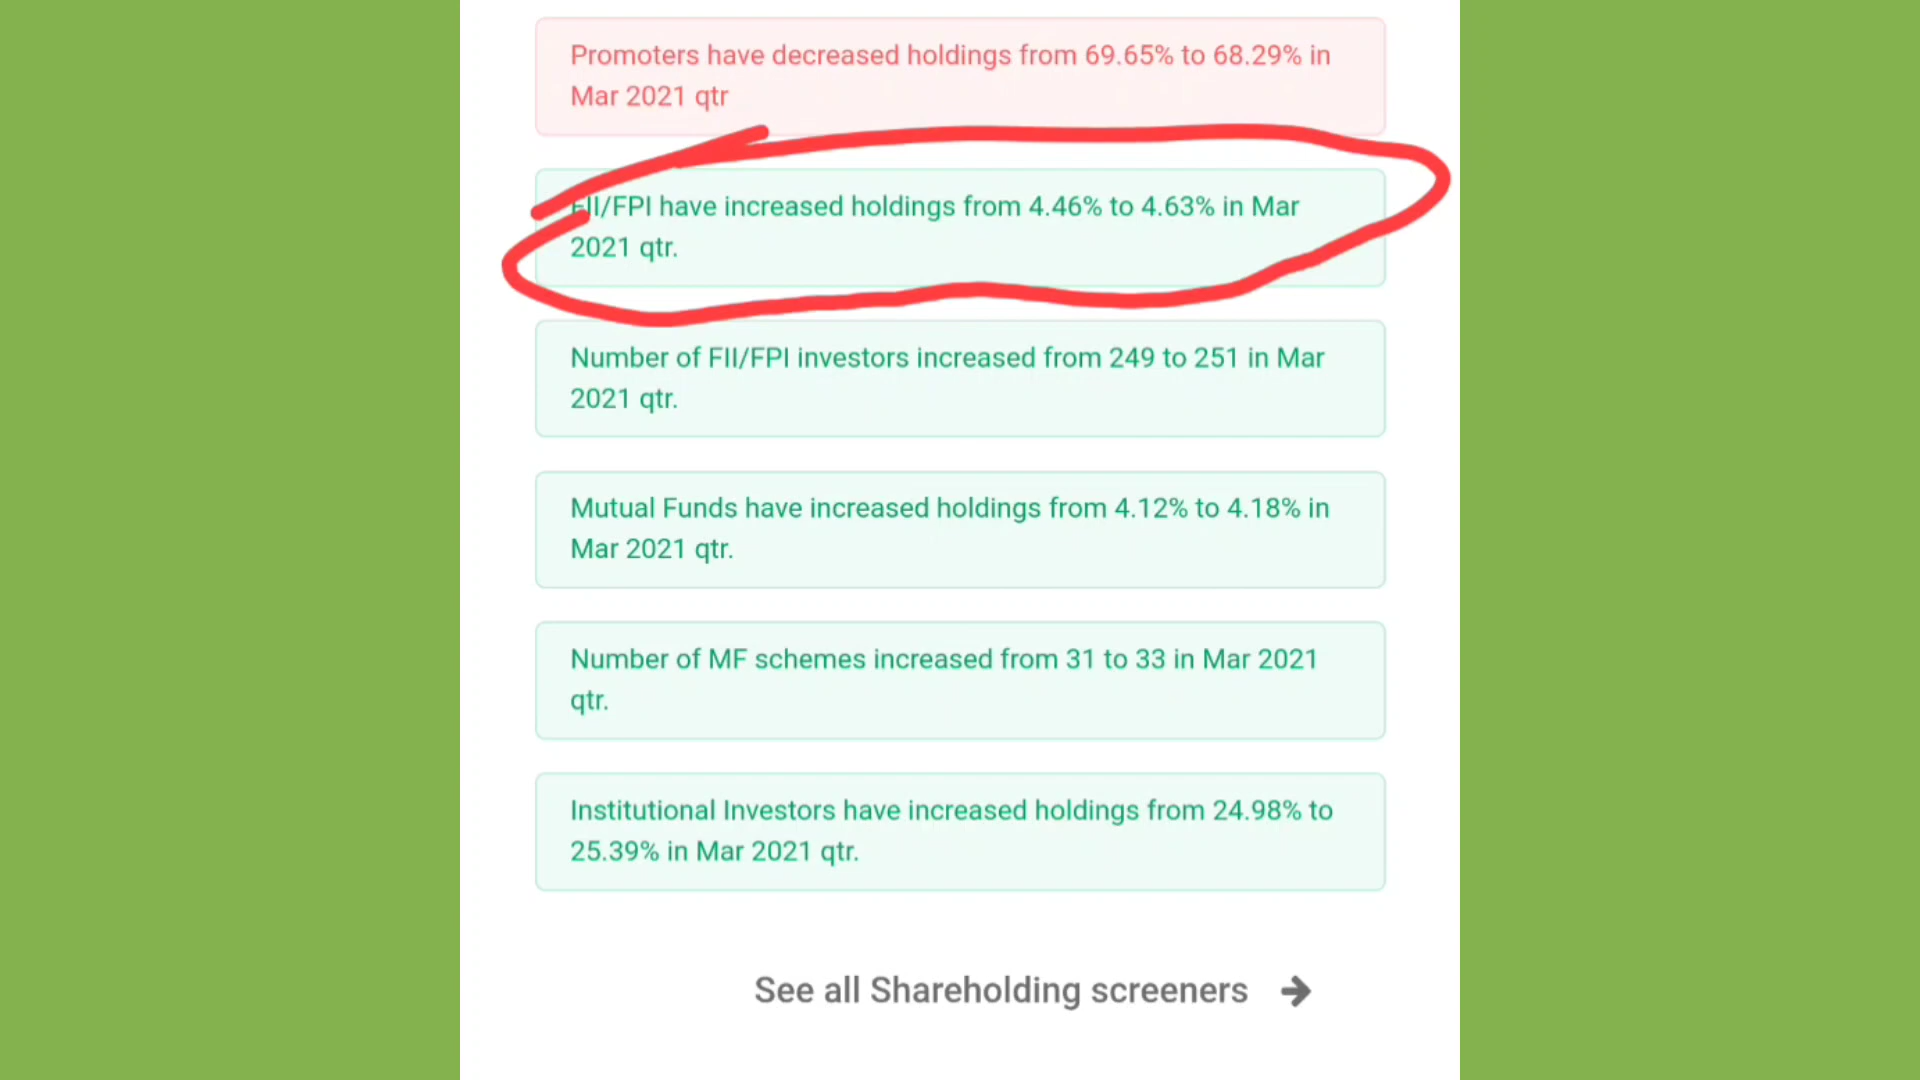 Promoters have decreased holdings from 69.65% to 68.29% in
Mar 2021 qtr
FII/FPI have increased holdings from 4.46% to 4.63% in Mar
2021 qtr.
Number of FII/FPI investors increased from 249 to 251 in Mar
2021 qtr.
Mutual Funds have increased holdings from 4.12% to 4.18% in
Mar 2021 qtr.
Number of MF schemes increased from 31 to 33 in Mar 2021
qtr.
Institutional Investors have increased holdings from 24.98% to
25.39% in Mar 2021 qtr.
See all Shareholding screeners